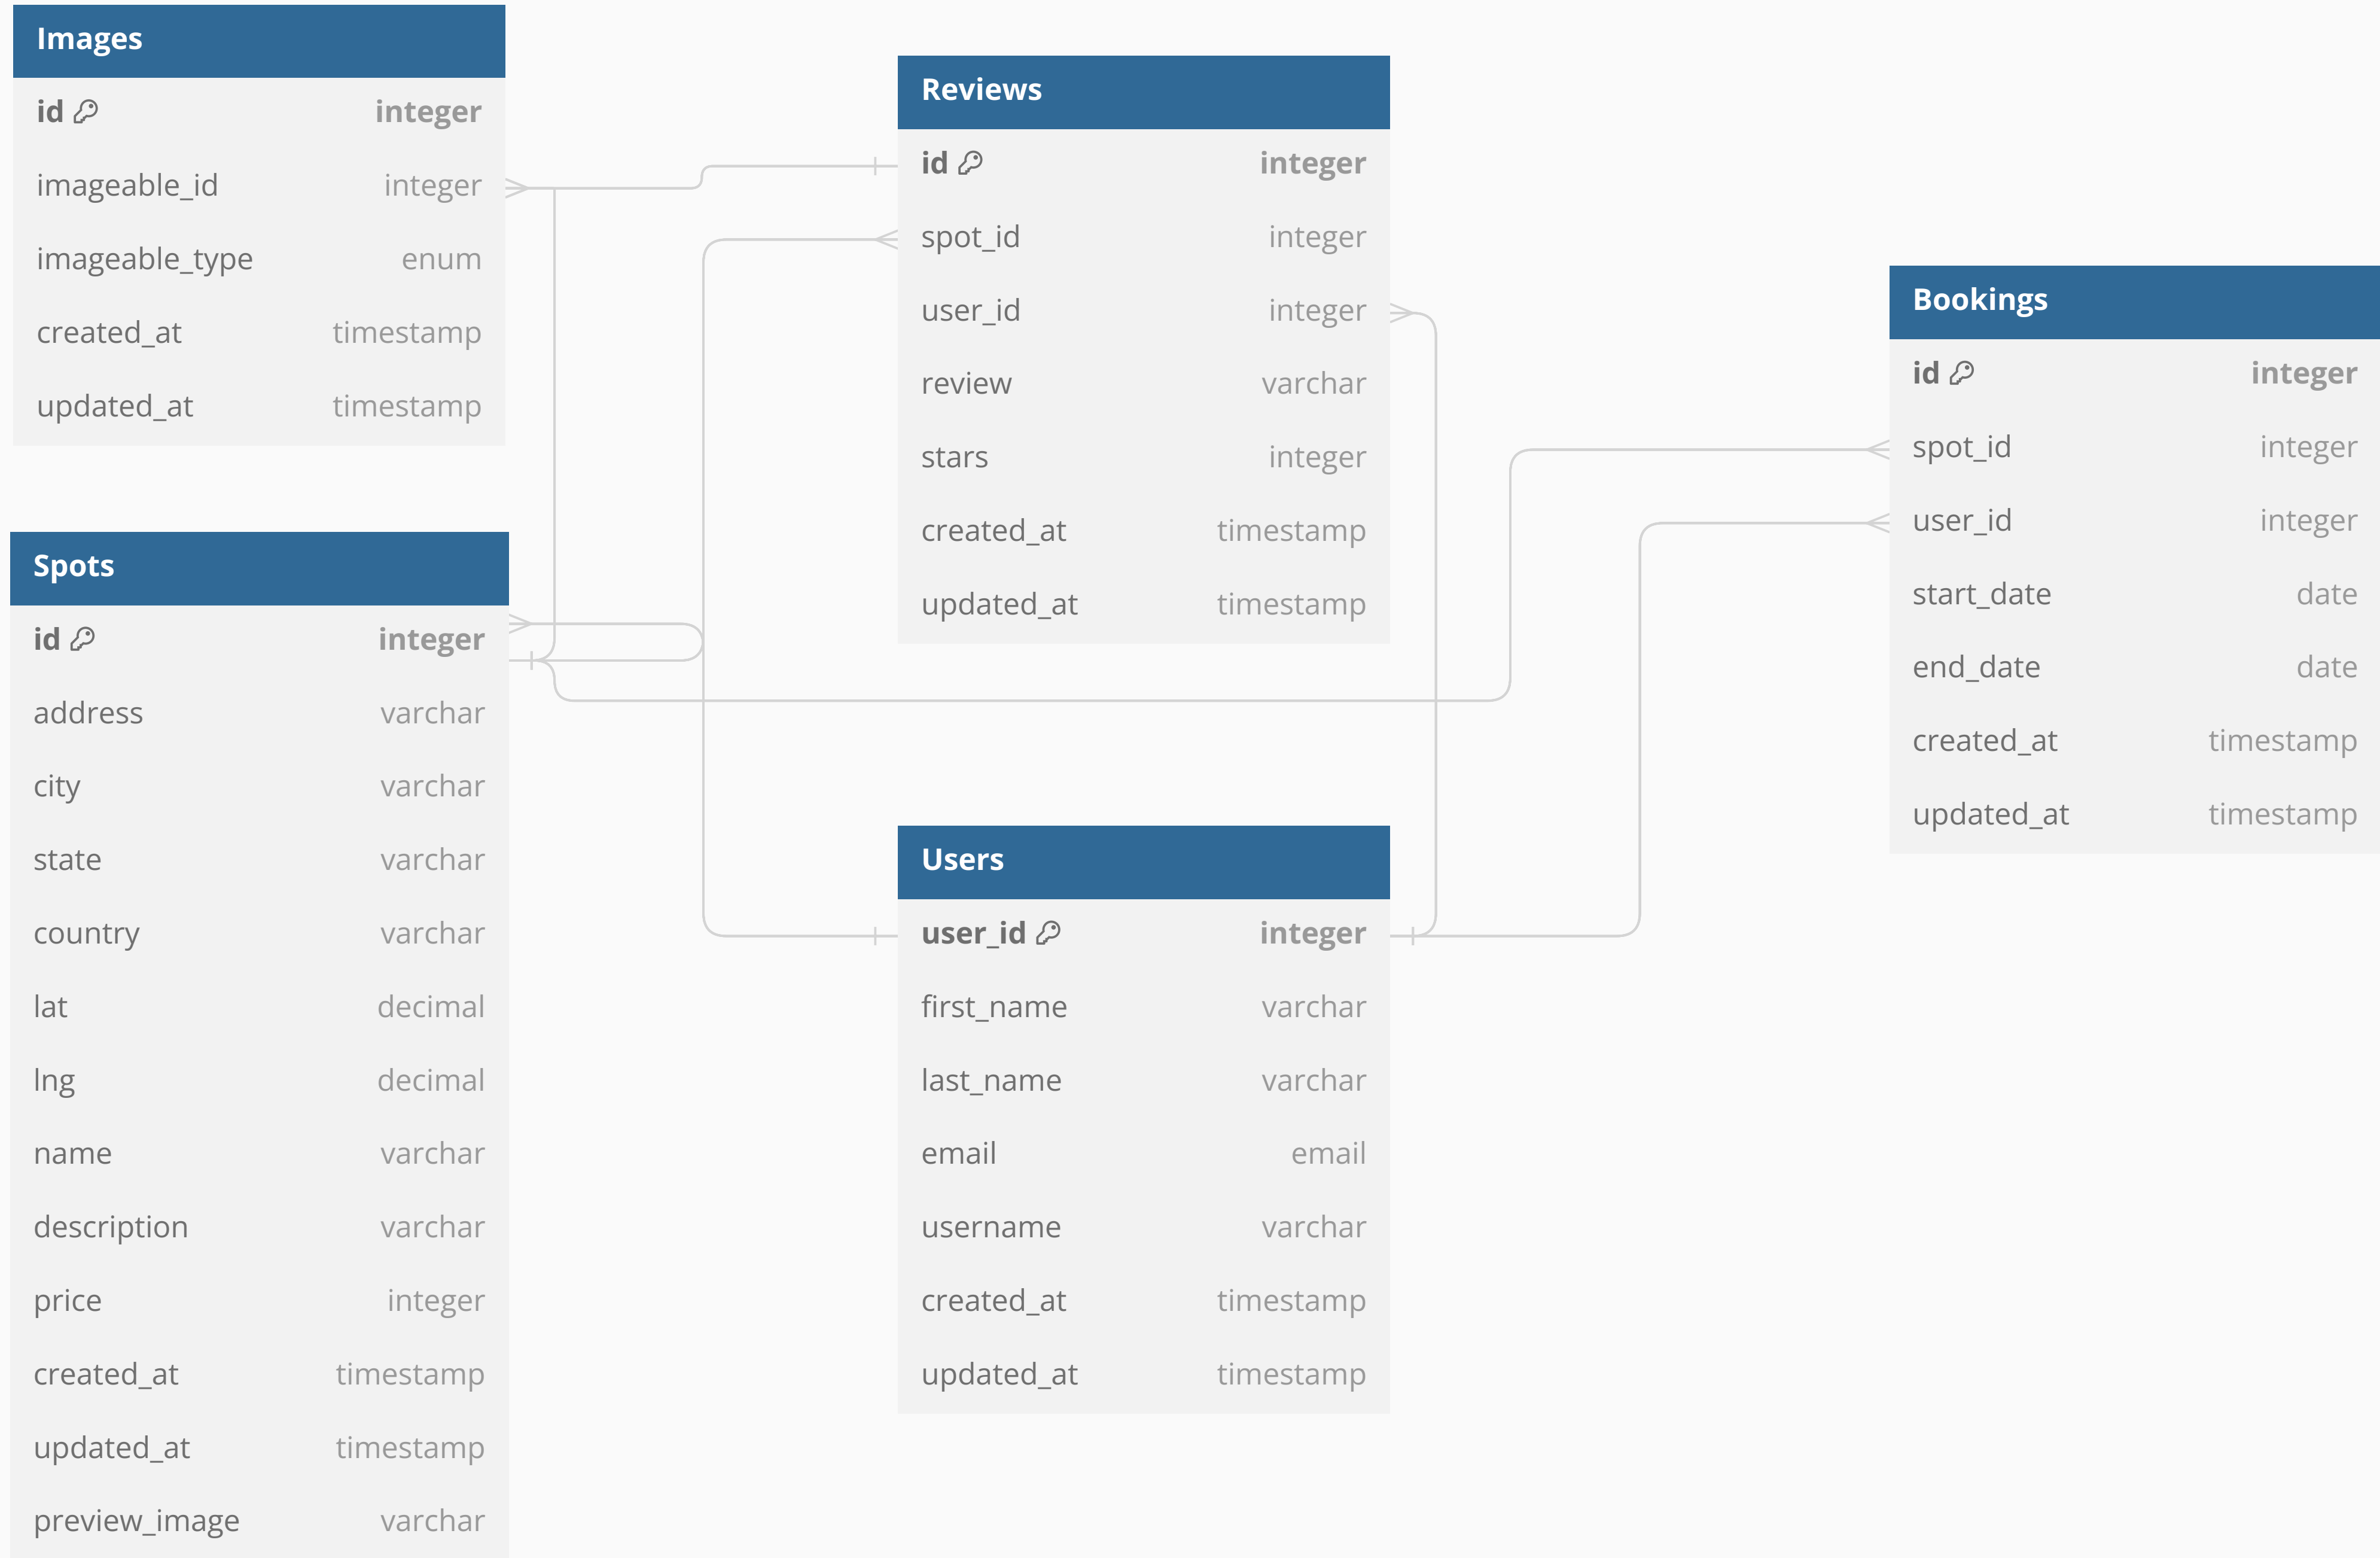 Images
id integer
imageable_id integer
imageable_type enum
created_at timestamp
updated_at timestamp
Spots
id integer
address varchar
city varchar
state varchar
country varchar
lat decimal
lng decimal
name varchar
description varchar
price integer
created_at timestamp
updated_at timestamp
preview_image varchar
Reviews
id integer
spot_id integer
user_id integer
review varchar
stars integer
created_at timestamp
updated_at timestamp
Users
user_id integer
first_name varchar
last_name varchar
email email
username varchar
created_at timestamp
updated_at timestamp
Bookings
id integer
spot_id integer
user_id integer
start_date date
end_date date
created_at timestamp
updated_at timestamp